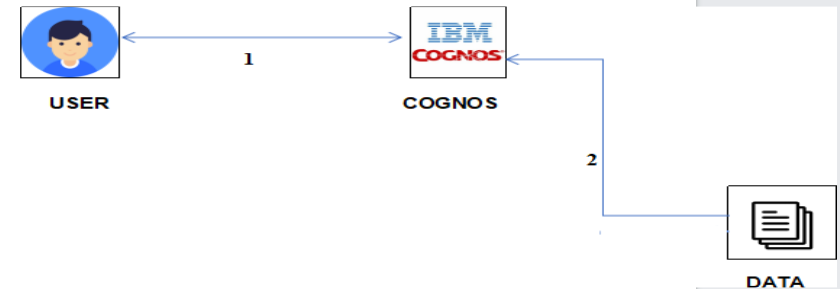 IBM
COGNOS
1
USER
COGNOS
2
DATA